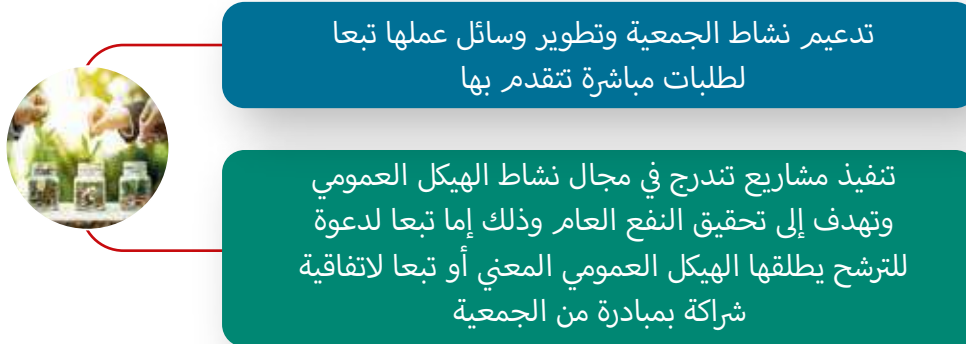 تدعيم نشاط الجمعية وتطوير وسائل عملها تبعا
لطلبات مباشرة تتقدم بها
تنفيذ مشاريع تندرج في مجال نشاط الهيكل العمومي
وتهدف إلى تحقيق النفع العام وذلك إما تبعا لدعوة
للترشح يطلقها الهيكل العمومي المعني أو تبعا لاتفاقية
شراكة بمبادرة من الجمعية